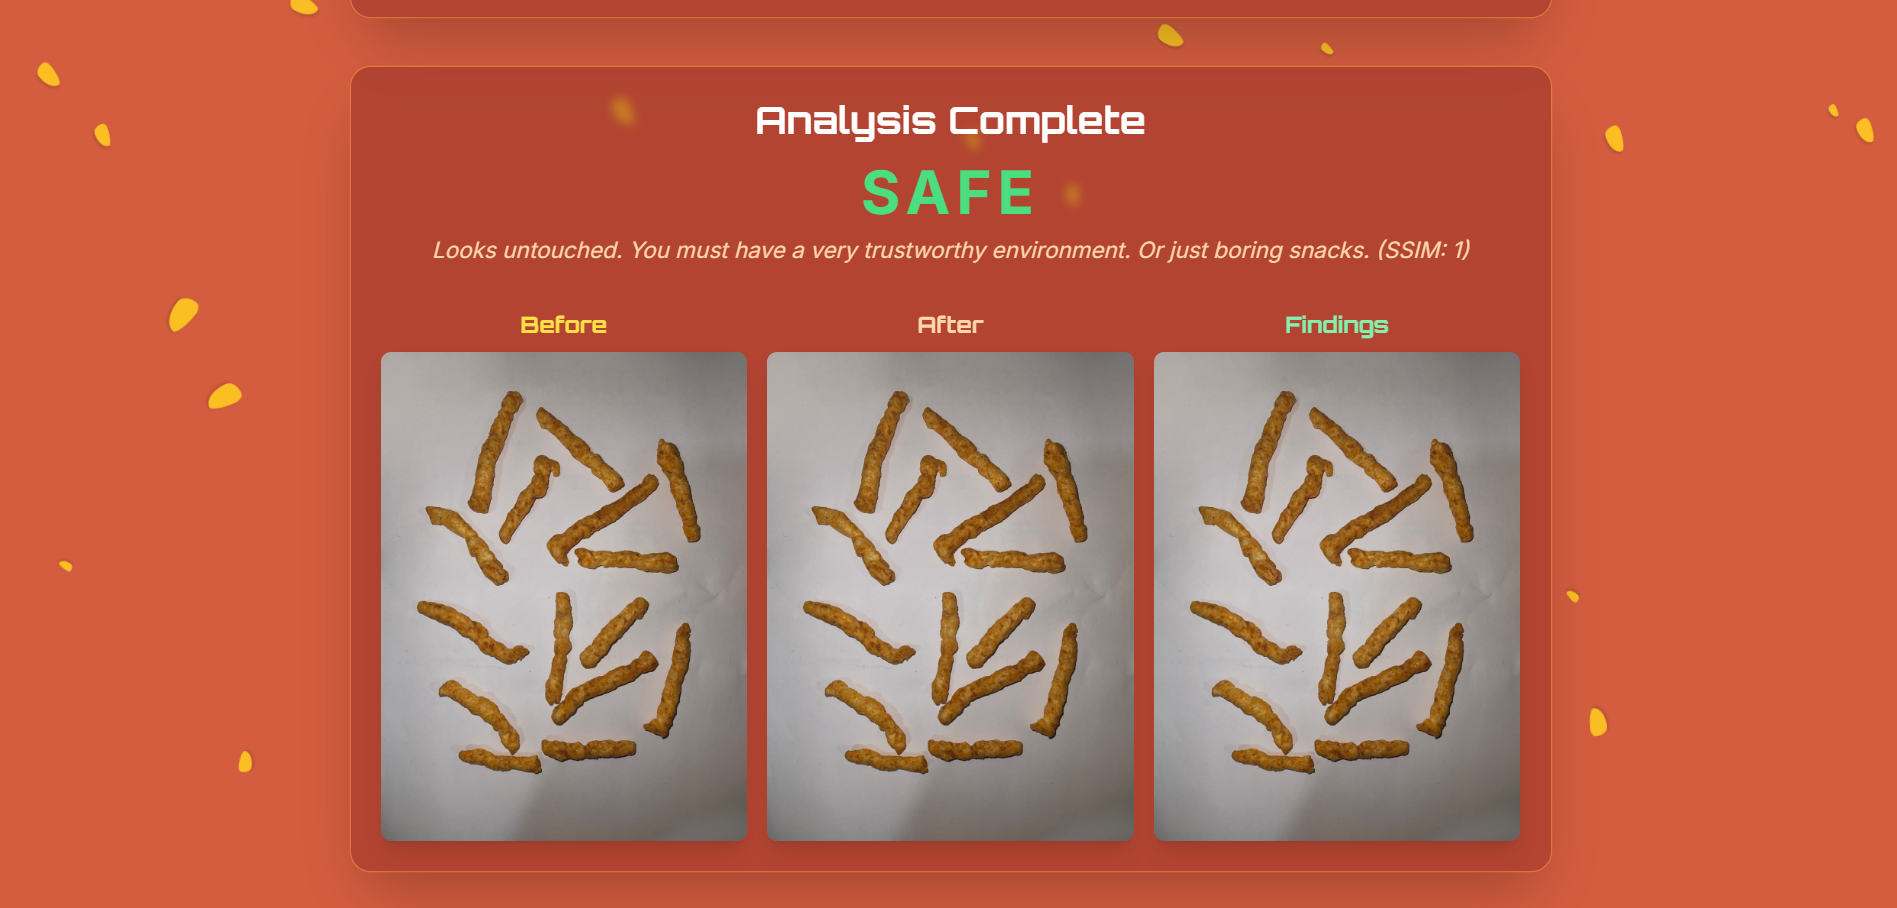 Analysis Complete
SAFE
Looks untouched. You must have a very trustworthy environment. Or just boring snacks. (SSIM: 1)
Before
After
Findings